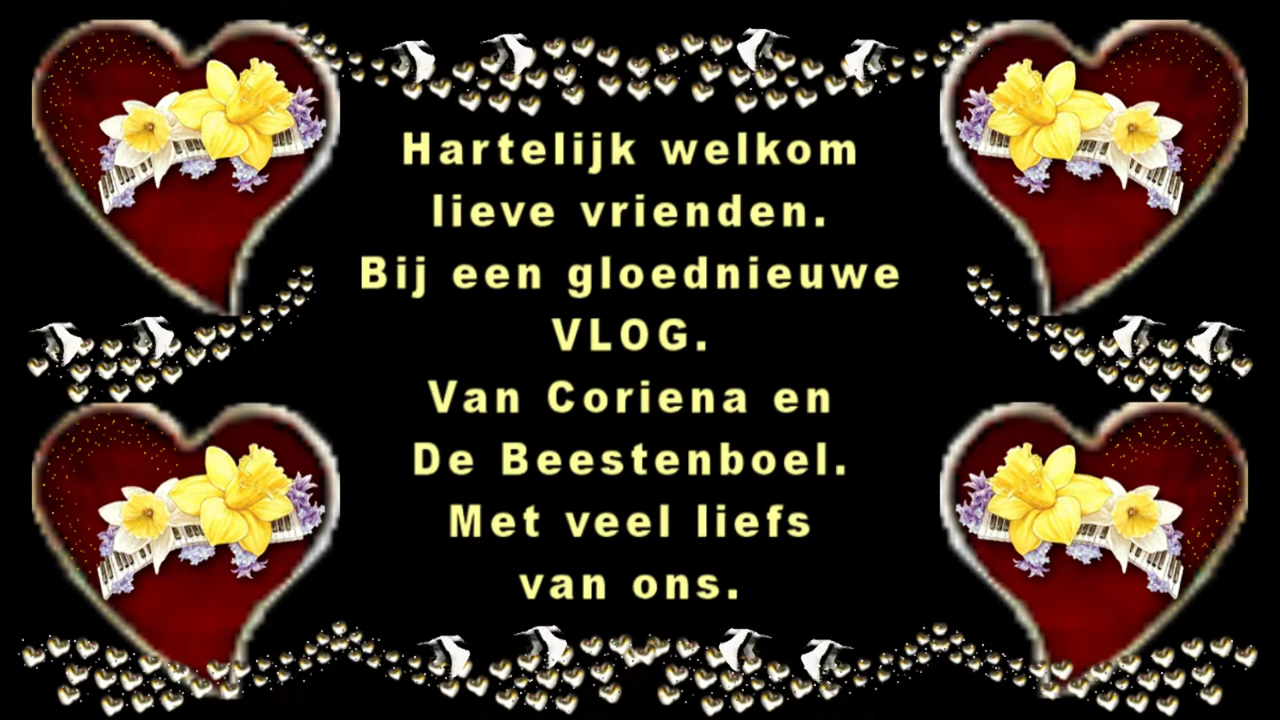 Hartelijk welkom
lieve vrienden.
Bij een gloednieuwe
VLOG.
Van Coriena en
De Beestenboel.
Met veel liefs
van ons.